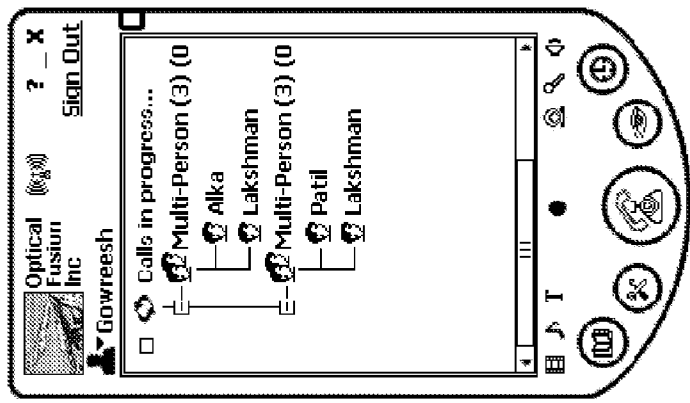 Optical
Fusion
Inc
? _ X
Sign Out
Gowreesh
Calls in progress...
Multi-Person (3) (0
Alka
Lakshman
Multi-Person (3) (0
Patil
Lakshman
T